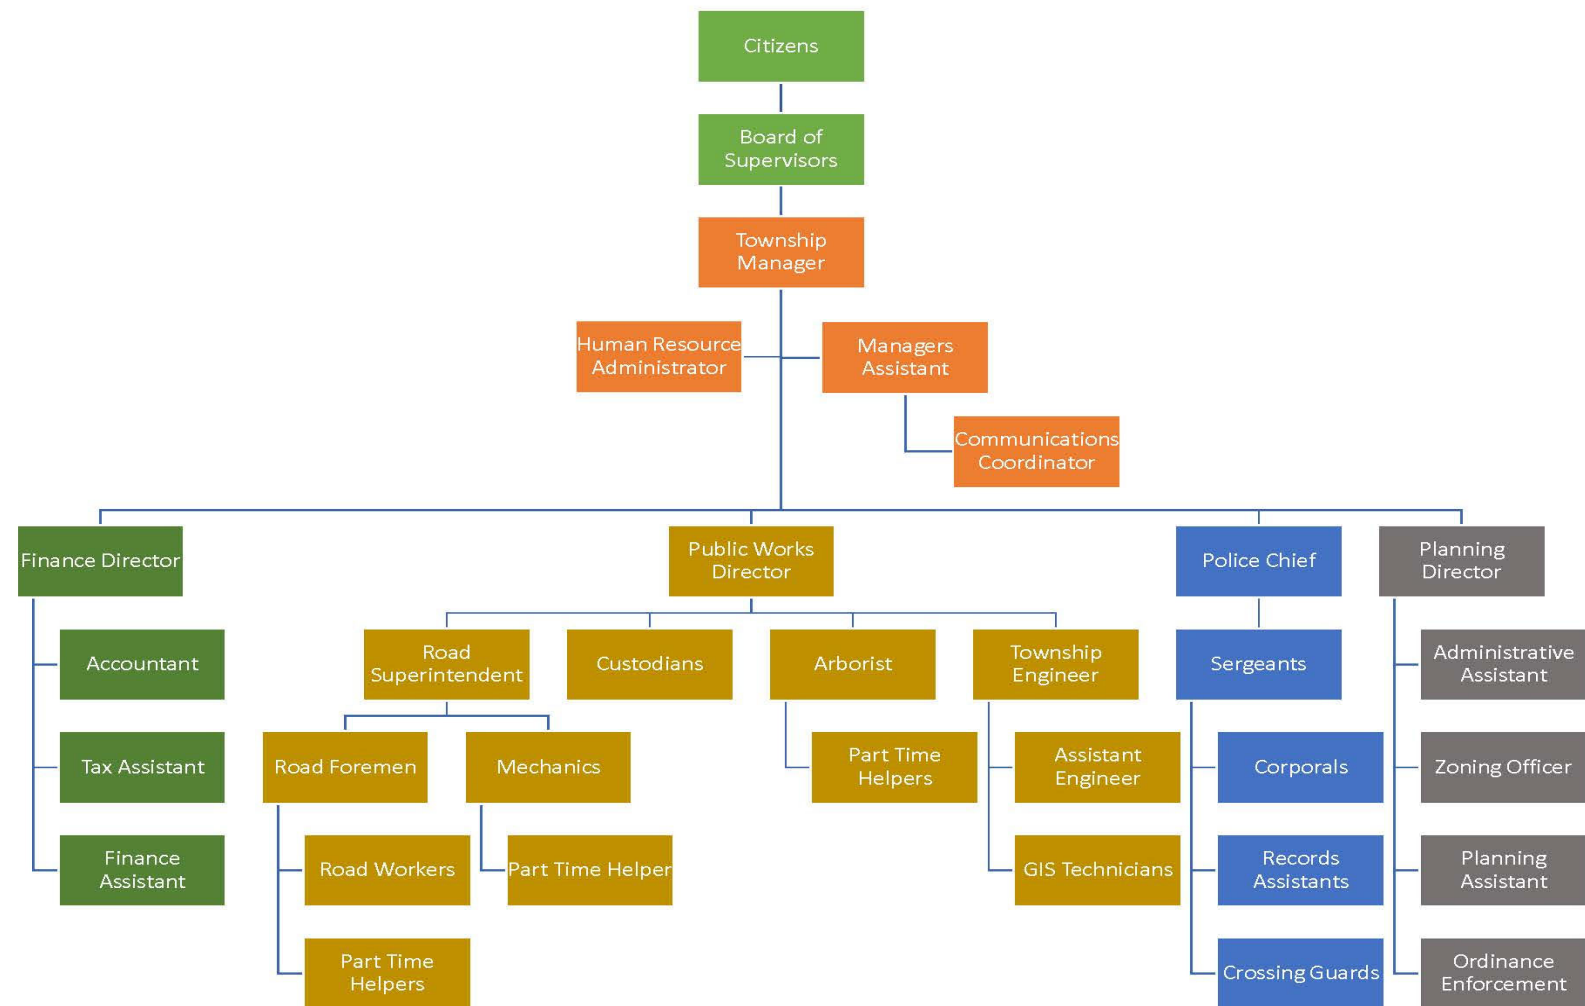 Citizens
Board of
Supervisors
Township
Manager
Human Resource
Administrator
Managers
Assistant
Communications
Coordinator
Finance Director
Public Works
Director
Police Chief
Planning
Director
Accountant
Road
Superintendent
Custodians
Arborist
Township
Engineer
Sergeants
Administrative
Assistant
Tax Assistant
Road Foremen
Mechanics
Part Time
Helpers
Assistant
Engineer
Corporals
Zoning Officer
Finance
Assistant
Road Workers
Part Time Helper
GIS Technicians
Records
Assistants
Planning
Assistant
Part Time
Helpers
Crossing Guards
Ordinance
Enforcement